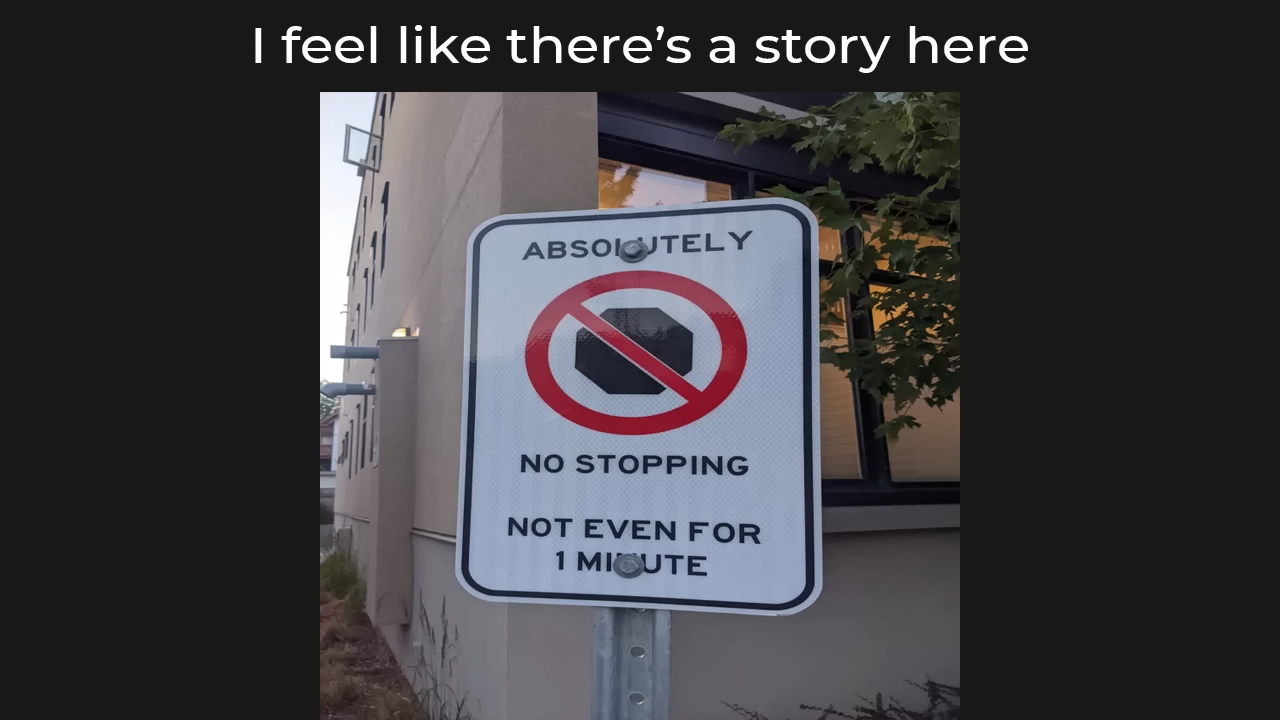 I feel like there’s a story here
ABSOLUTELY
NO STOPPING
NOT EVEN FOR
1 MINUTE